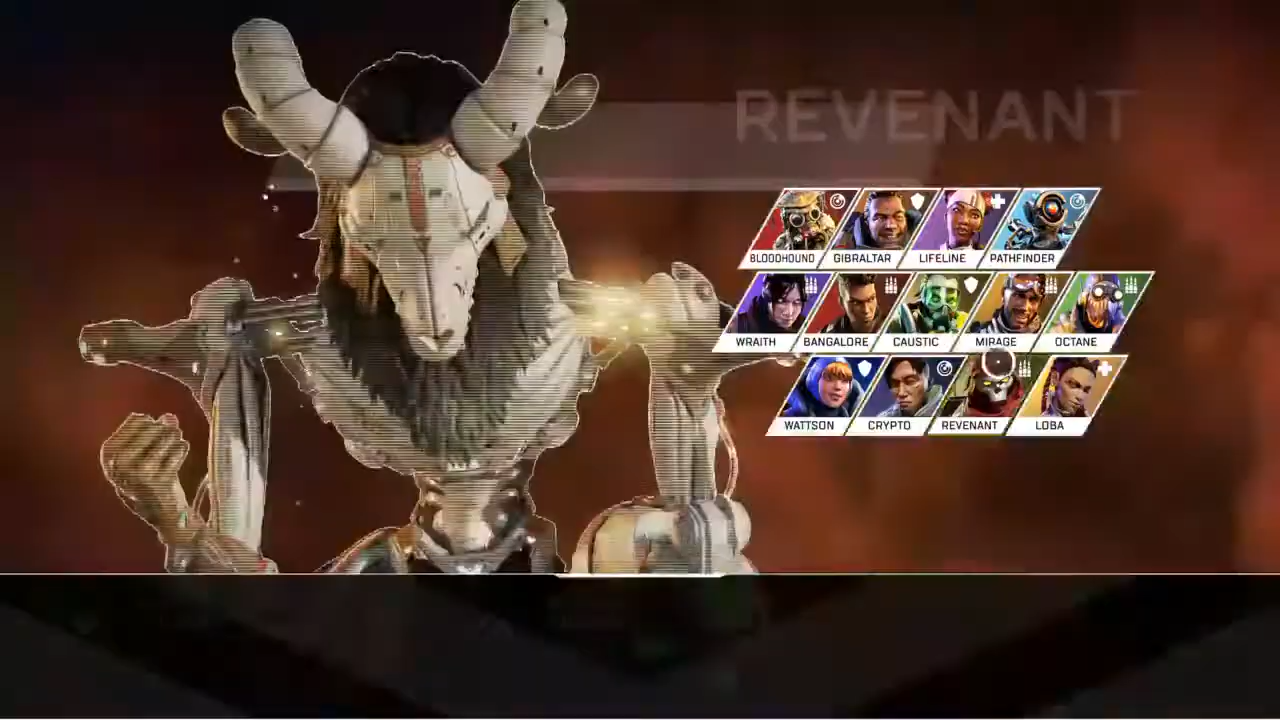 REVENANT
BLOODHOUND GIBRALTAR LIFELINE PATHFINDER
WRAITH BANGALORE CAUSTIC MIRAGE OCTANE
WATTSON CRYPTO REVENANT LOBA